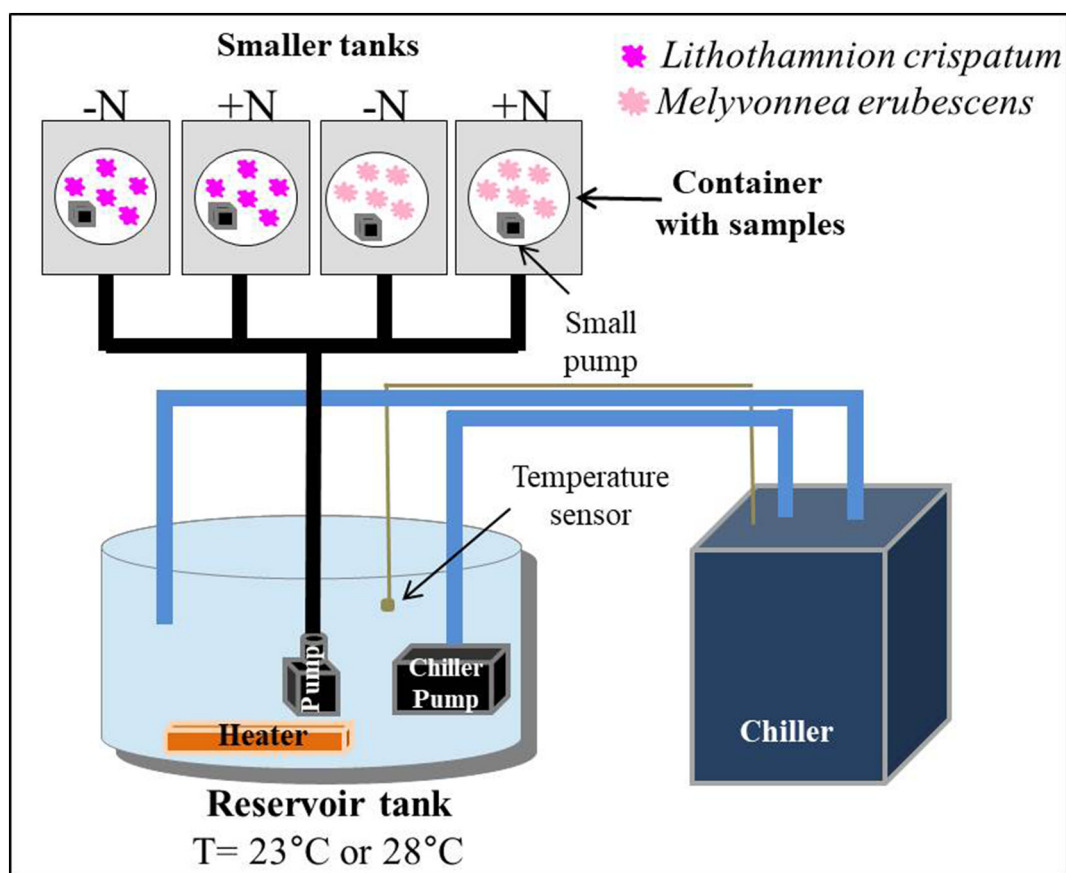 Smaller tanks
Lithothamnion crispatum
Melyvonnea erubescens
-N
+N
-N
+N
Container
with samples
Small
pump
Temperature
sensor
Pump
Chiller
Pump
Heater
Chiller
Reservoir tank
T= 23°C or 28°C